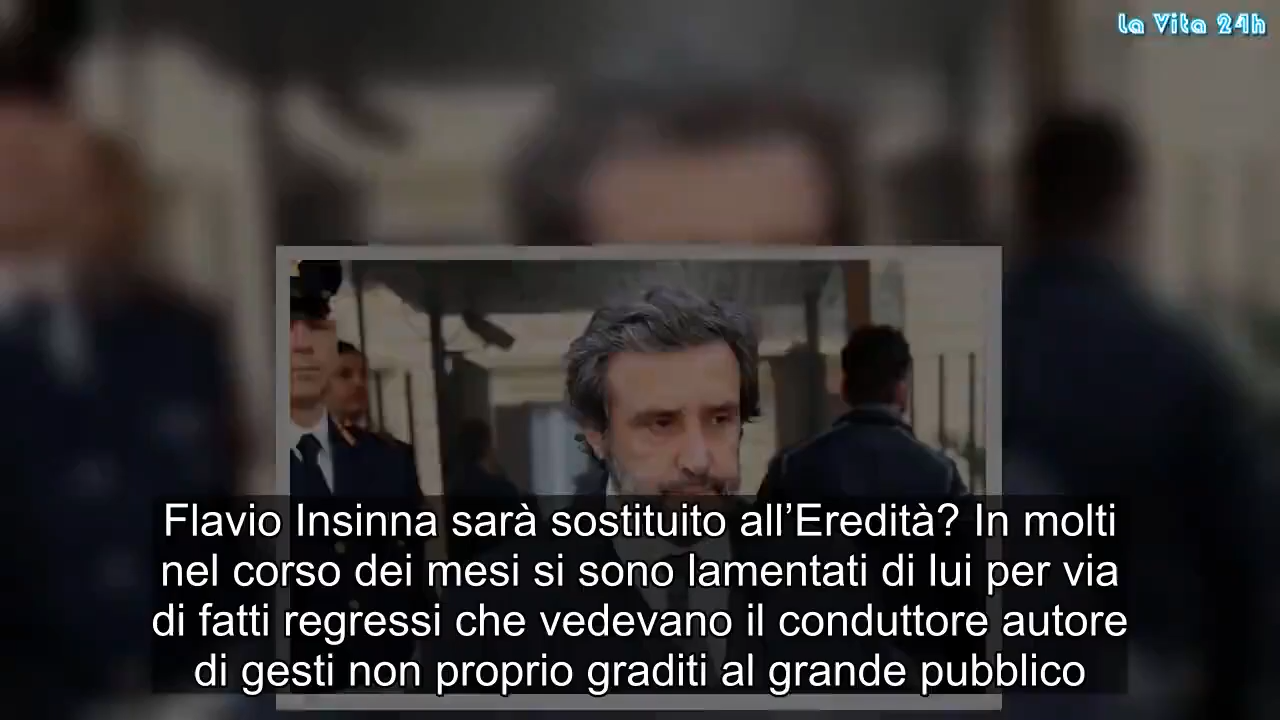 la Vita 24h
Flavio Insinna sarà sostituito all’Eredità? In molti
nel corso dei mesi si sono lamentati di lui per via
di fatti regressi che vedevano il conduttore autore
di gesti non proprio graditi al grande pubblico